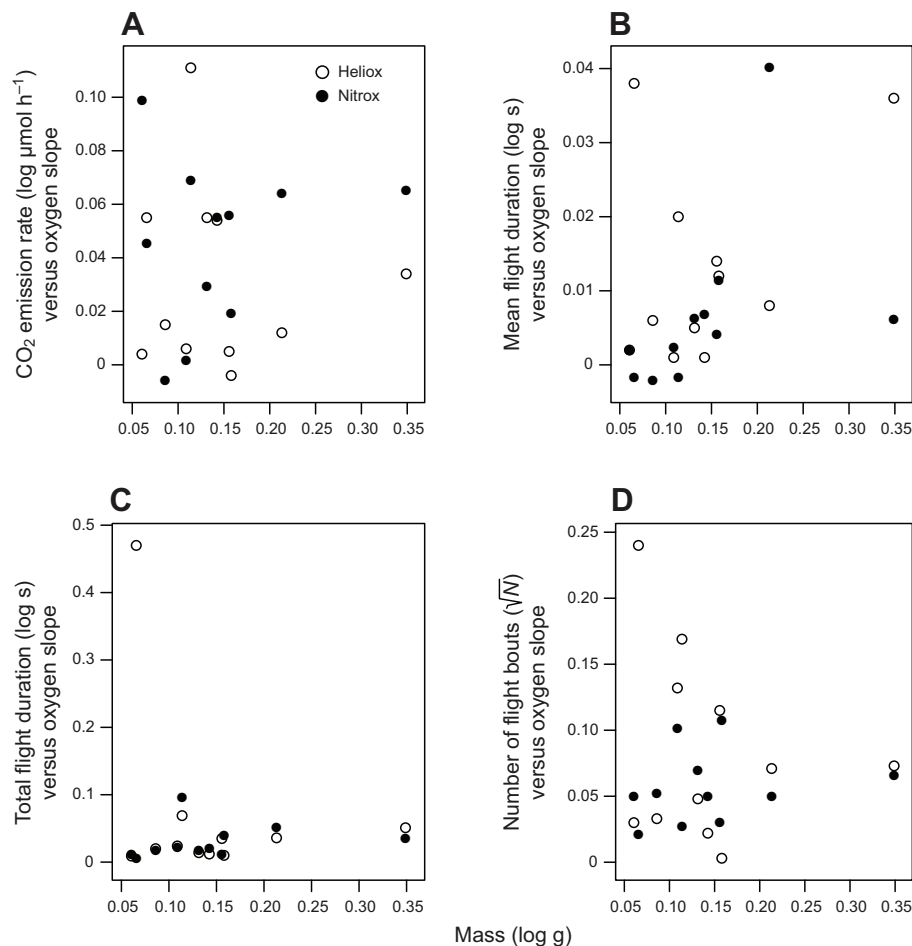 A
CO2 emission rate (log µmol h−1)
versus oxygen slope
0.10
0.08
0.06
0.04
0.02
0
Heliox
Nitrox
0.05 0.10 0.15 0.20 0.25 0.30 0.35
B
Mean flight duration (log s)
versus oxygen slope
0.04
0.03
0.02
0.01
0
0.05 0.10 0.15 0.20 0.25 0.30 0.35
C
Total flight duration (log s)
versus oxygen slope
0.5
0.4
0.3
0.2
0.1
0
0.05 0.10 0.15 0.20 0.25 0.30 0.35
D
Number of flight bouts (√N)
versus oxygen slope
0.25
0.20
0.15
0.10
0.05
0
0.05 0.10 0.15 0.20 0.25 0.30 0.35
Mass (log g)